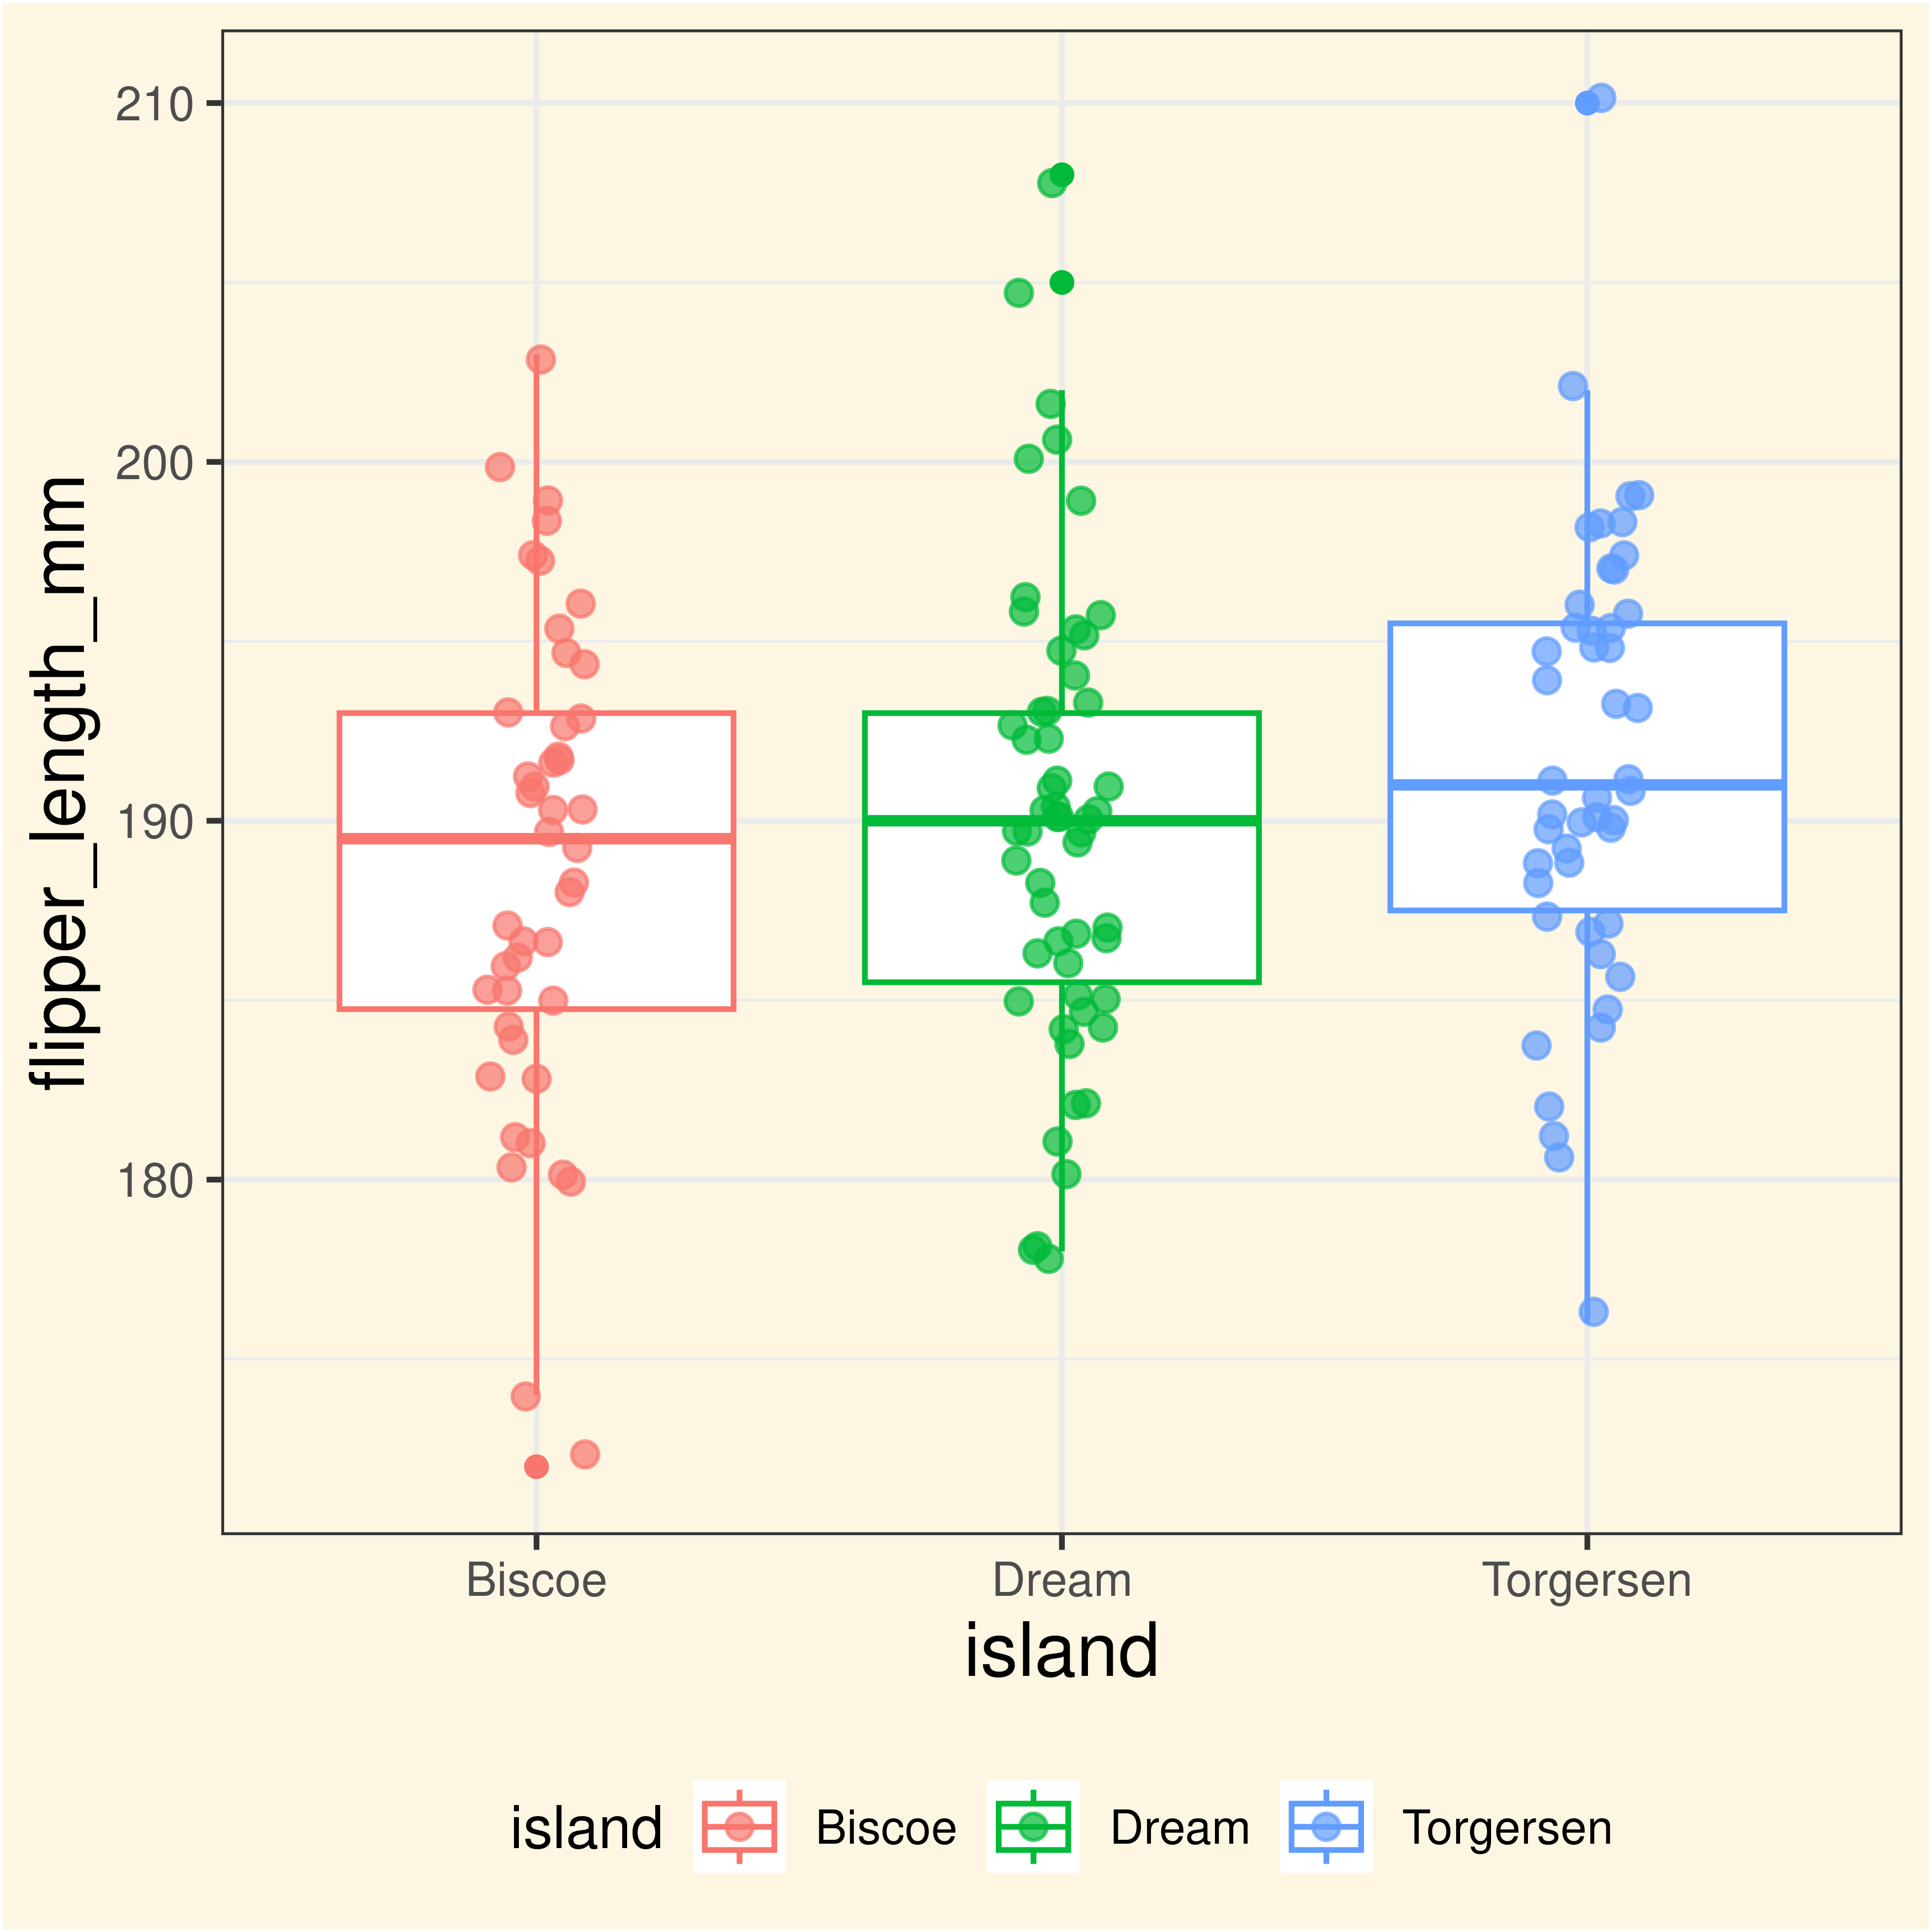 flipper_length_mm
210
200
190
180
Biscoe Dream Torgersen
island
island Biscoe Dream Torgersen